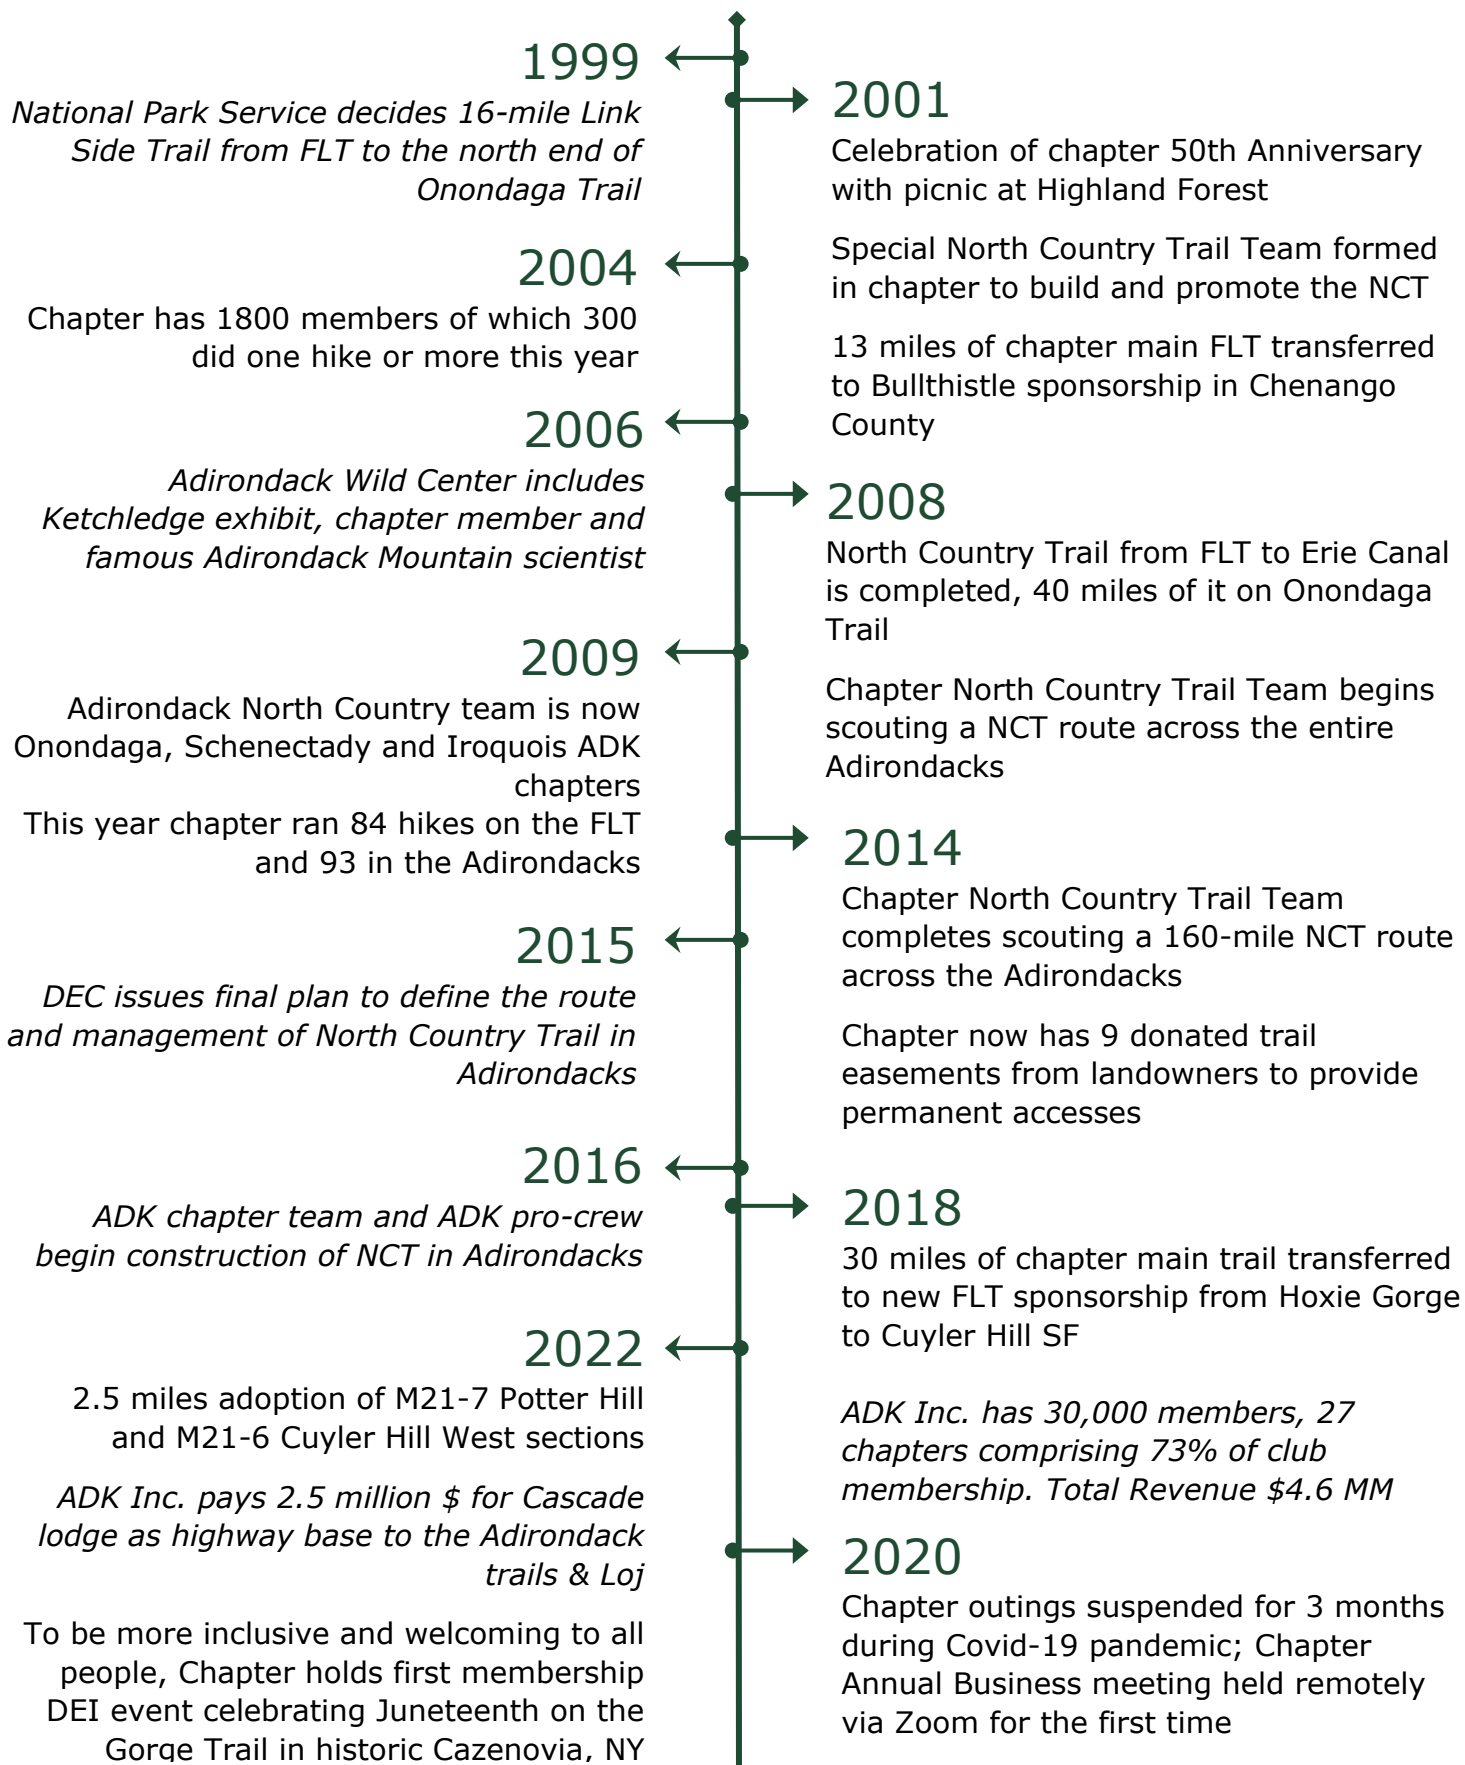 1999
National Park Service decides 16-mile Link
Side Trail from FLT to the north end of
Onondaga Trail
2001
Celebration of chapter 50th Anniversary
with picnic at Highland Forest
Special North Country Trail Team formed
in chapter to build and promote the NCT
13 miles of chapter main FLT transferred
to Bullthistle sponsorship in Chenango
County
2004
Chapter has 1800 members of which 300
did one hike or more this year
2006
Adirondack Wild Center includes
Ketchledge exhibit, chapter member and
famous Adirondack Mountain scientist
2008
North Country Trail from FLT to Erie Canal
is completed, 40 miles of it on Onondaga
Trail
Chapter North Country Trail Team begins
scouting a NCT route across the entire
Adirondacks
2009
Adirondack North Country team is now
Onondaga, Schenectady and Iroquois ADK
chapters
This year chapter ran 84 hikes on the FLT
and 93 in the Adirondacks
2014
Chapter North Country Trail Team
completes scouting a 160-mile NCT route
across the Adirondacks
Chapter now has 9 donated trail
easements from landowners to provide
permanent accesses
2015
DEC issues final plan to define the route
and management of North Country Trail in
Adirondacks
2016
ADK chapter team and ADK pro-crew
begin construction of NCT in Adirondacks
2018
30 miles of chapter main trail transferred
to new FLT sponsorship from Hoxie Gorge
to Cuyler Hill SF
ADK Inc. has 30,000 members, 27
chapters comprising 73% of club
membership. Total Revenue $4.6 MM
2022
2.5 miles adoption of M21-7 Potter Hill
and M21-6 Cuyler Hill West sections
ADK Inc. pays 2.5 million $ for Cascade
lodge as highway base to the Adirondack
trails & Loj
To be more inclusive and welcoming to all
people, Chapter holds first membership
DEI event celebrating Juneteenth on the
Gorge Trail in historic Cazenovia, NY
2020
Chapter outings suspended for 3 months
during Covid-19 pandemic; Chapter
Annual Business meeting held remotely
via Zoom for the first time